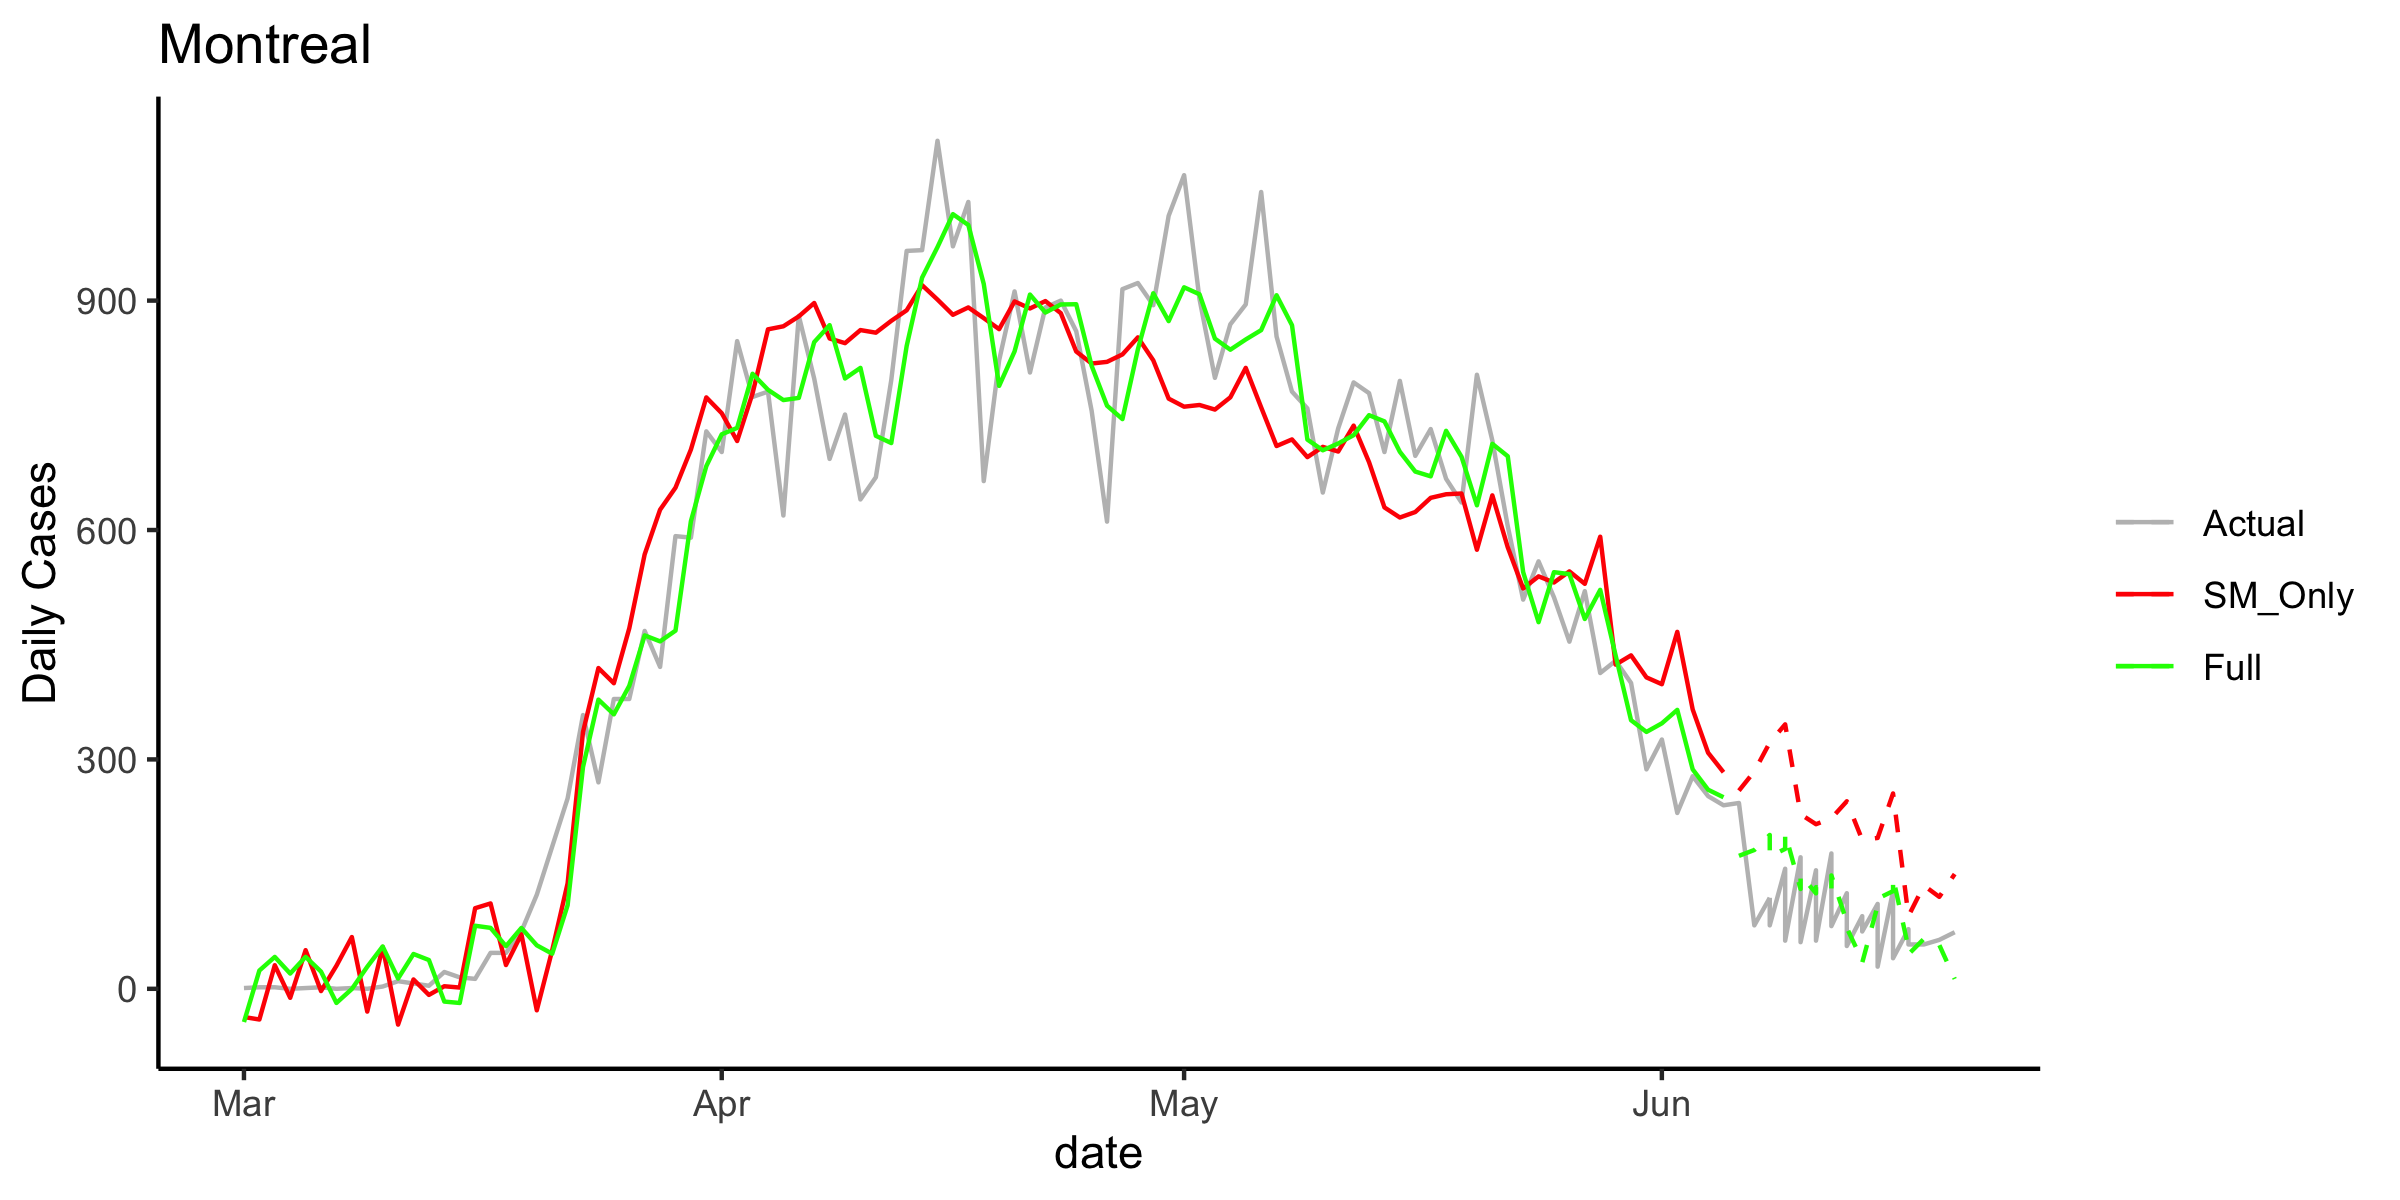 Montreal
Daily Cases
900
600
300
0
Mar
Apr
May
Jun
date
Actual
SM_Only
Full